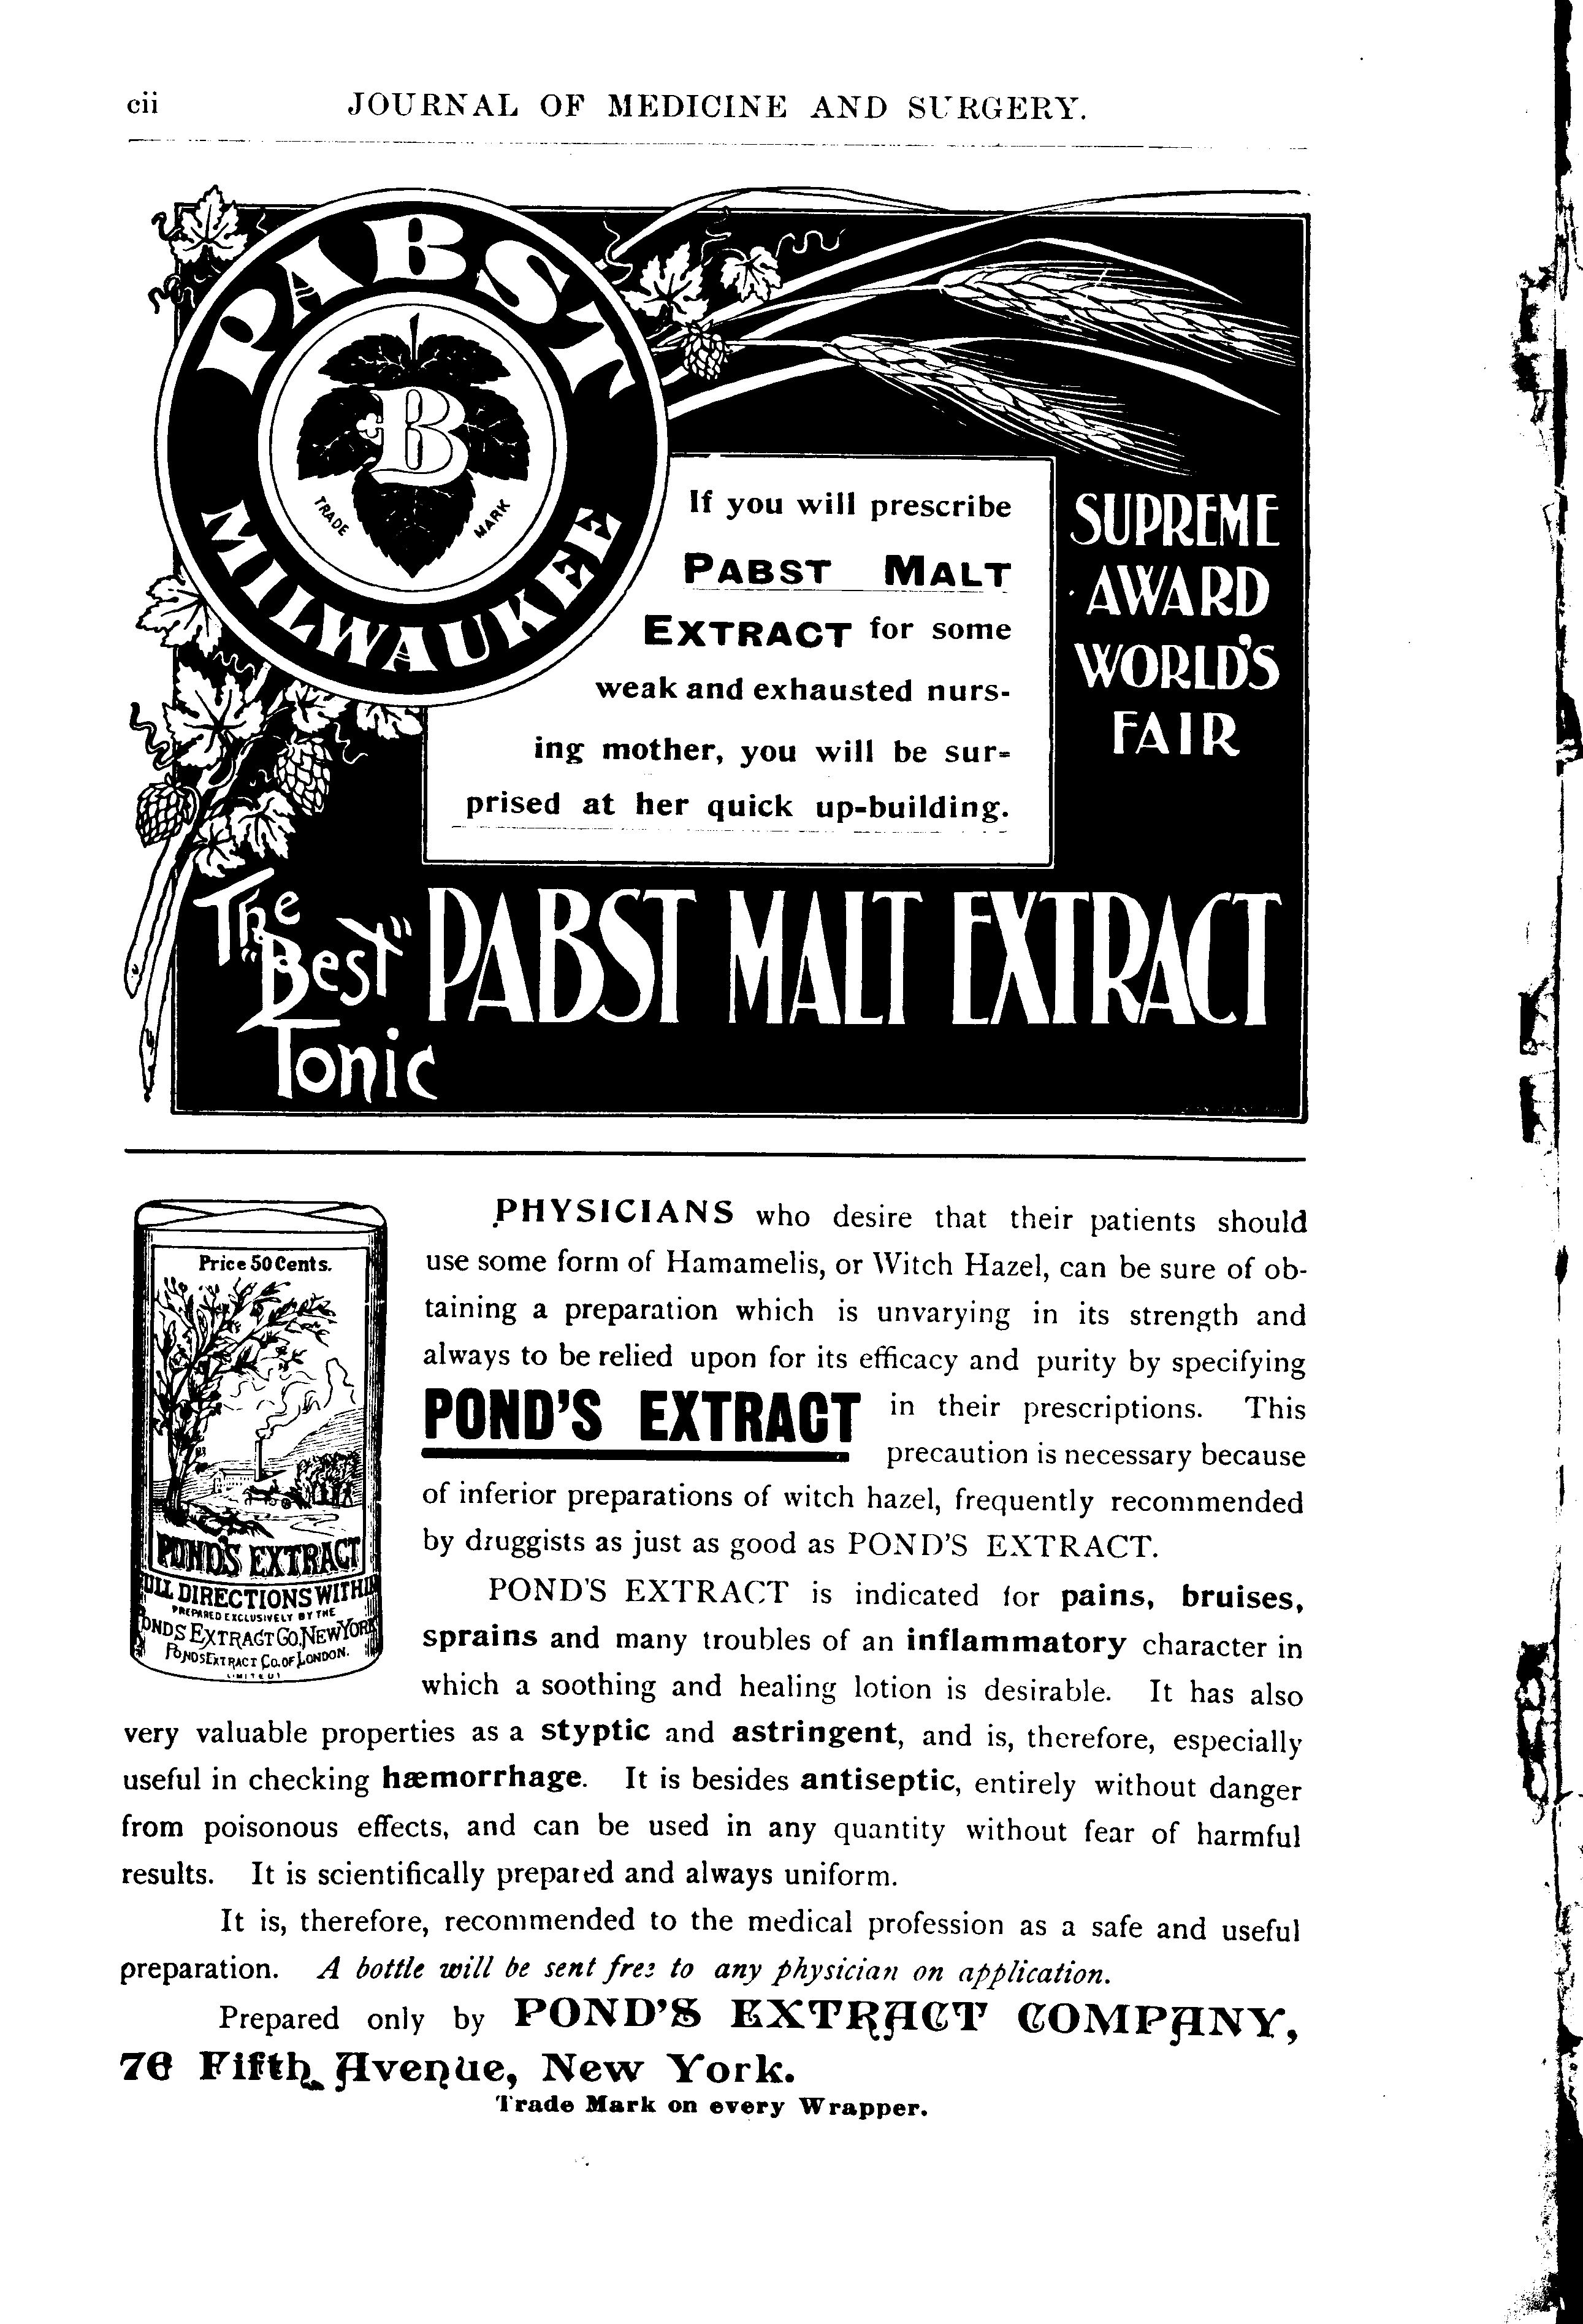 cii JOURNAL OF MEDICINE AND SURGERY.
PABST
B
TRADE MARK
MILWAUKEE
If you will prescribe
PABST MALT
EXTRACT for some
weak and exhausted nurs-
ing mother, you will be sur-
prised at her quick up-building.
SUPREME
AWARD
WORLD'S
FAIR
The
"Best"
Tonic
PABST MALT EXTRACT
Price 50 Cents.
POND'S EXTRACT
FULL DIRECTIONS WITHIN
PREPARED EXCLUSIVELY BY THE
PONDS EXTRACT CO. NEW YORK
PONDS EXTRACT CO. OF LONDON.
LIMITED
PHYSICIANS who desire that their patients should
use some form of Hamamelis, or Witch Hazel, can be sure of ob-
taining a preparation which is unvarying in its strength and
always to be relied upon for its efficacy and purity by specifying
POND'S EXTRACT in their prescriptions. This
precaution is necessary because
of inferior preparations of witch hazel, frequently recommended
by druggists as just as good as POND'S EXTRACT.
POND'S EXTRACT is indicated for pains, bruises,
sprains and many troubles of an inflammatory character in
which a soothing and healing lotion is desirable. It has also
very valuable properties as a styptic and astringent, and is, therefore, especially
useful in checking hæmorrhage. It is besides antiseptic, entirely without danger
from poisonous effects, and can be used in any quantity without fear of harmful
results. It is scientifically prepared and always uniform.
It is, therefore, recommended to the medical profession as a safe and useful
preparation. A bottle will be sent free to any physician on application.
Prepared only by POND'S EXTRACT COMPANY,
76 Fifth Avenue, New York.
Trade Mark on every Wrapper.